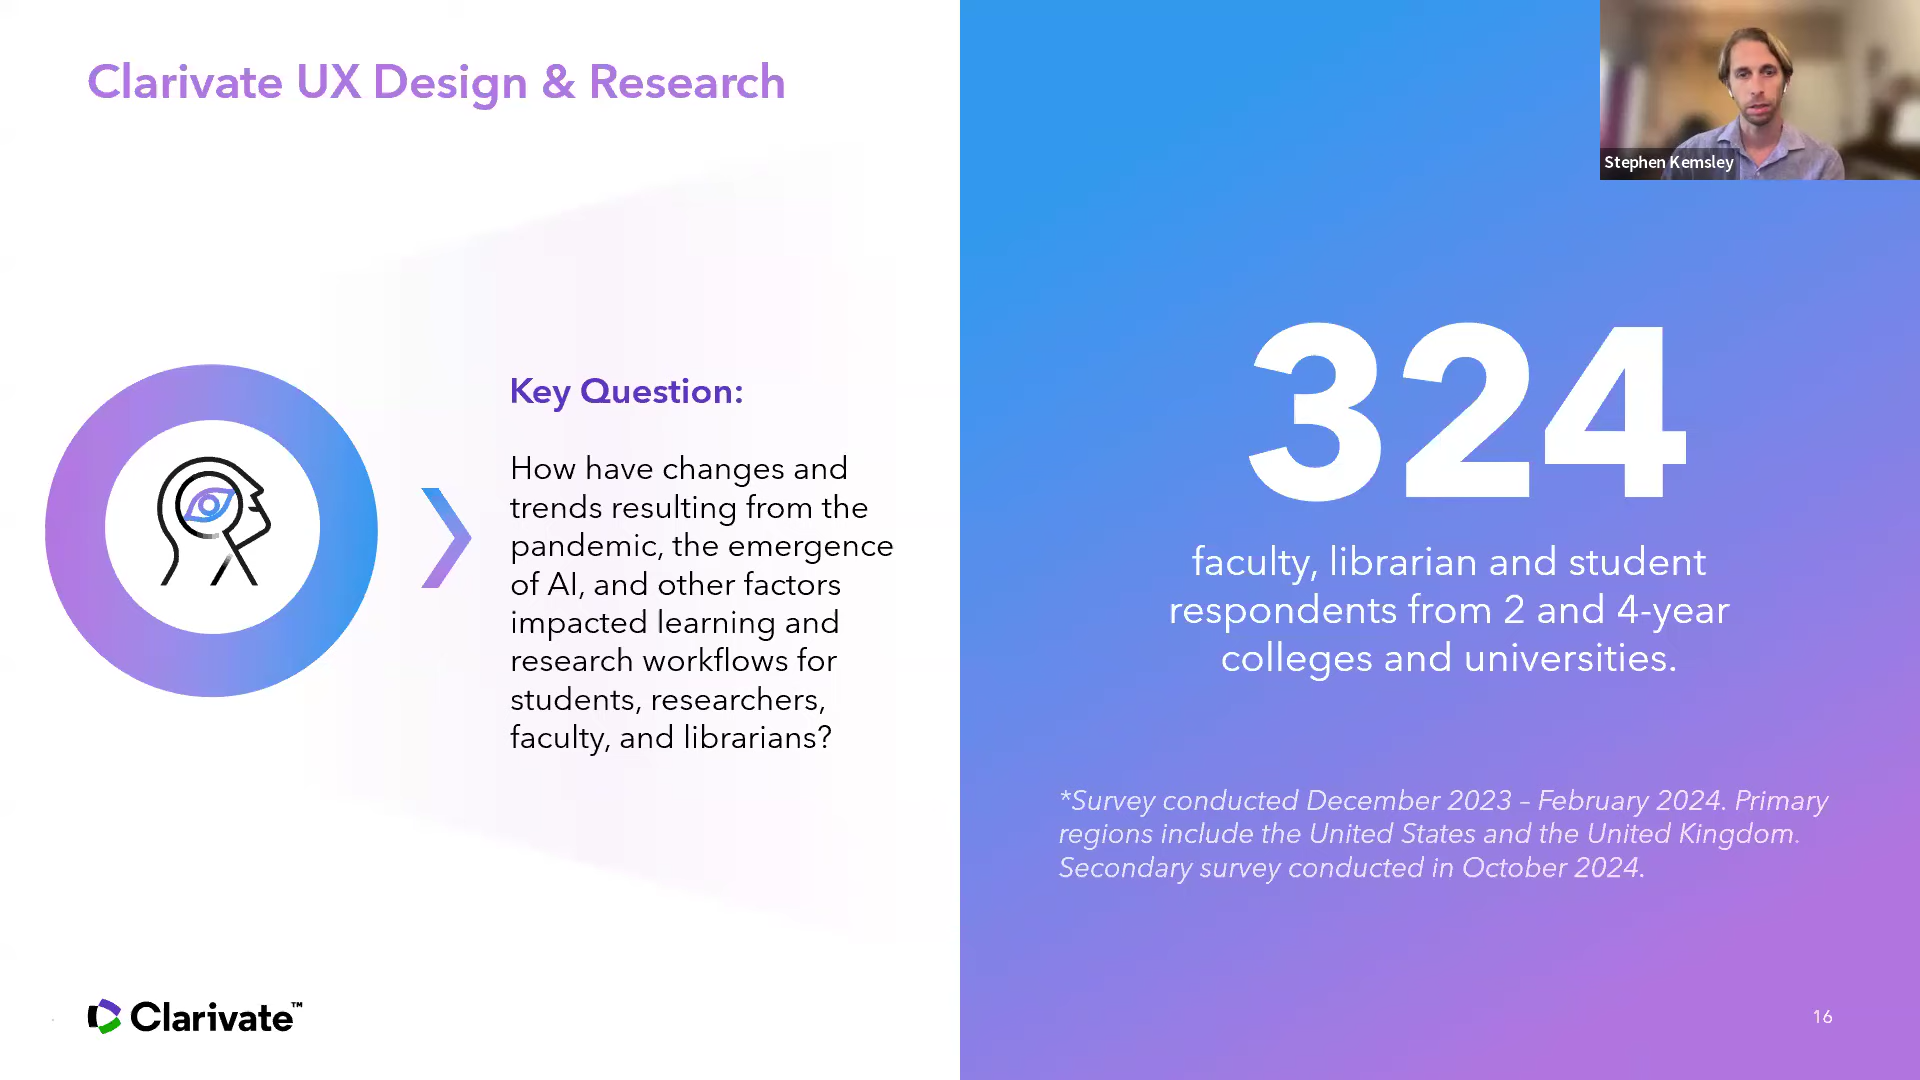 Clarivate UX Design & Research
Stephen Kemsley
Key Question:
How have changes and
trends resulting from the
pandemic, the emergence
of AI, and other factors
impacted learning and
research workflows for
students, researchers,
faculty, and librarians?
324
faculty, librarian and student
respondents from 2 and 4-year
colleges and universities.
*Survey conducted December 2023 – February 2024. Primary
regions include the United States and the United Kingdom.
Secondary survey conducted in October 2024.
Clarivate™
16